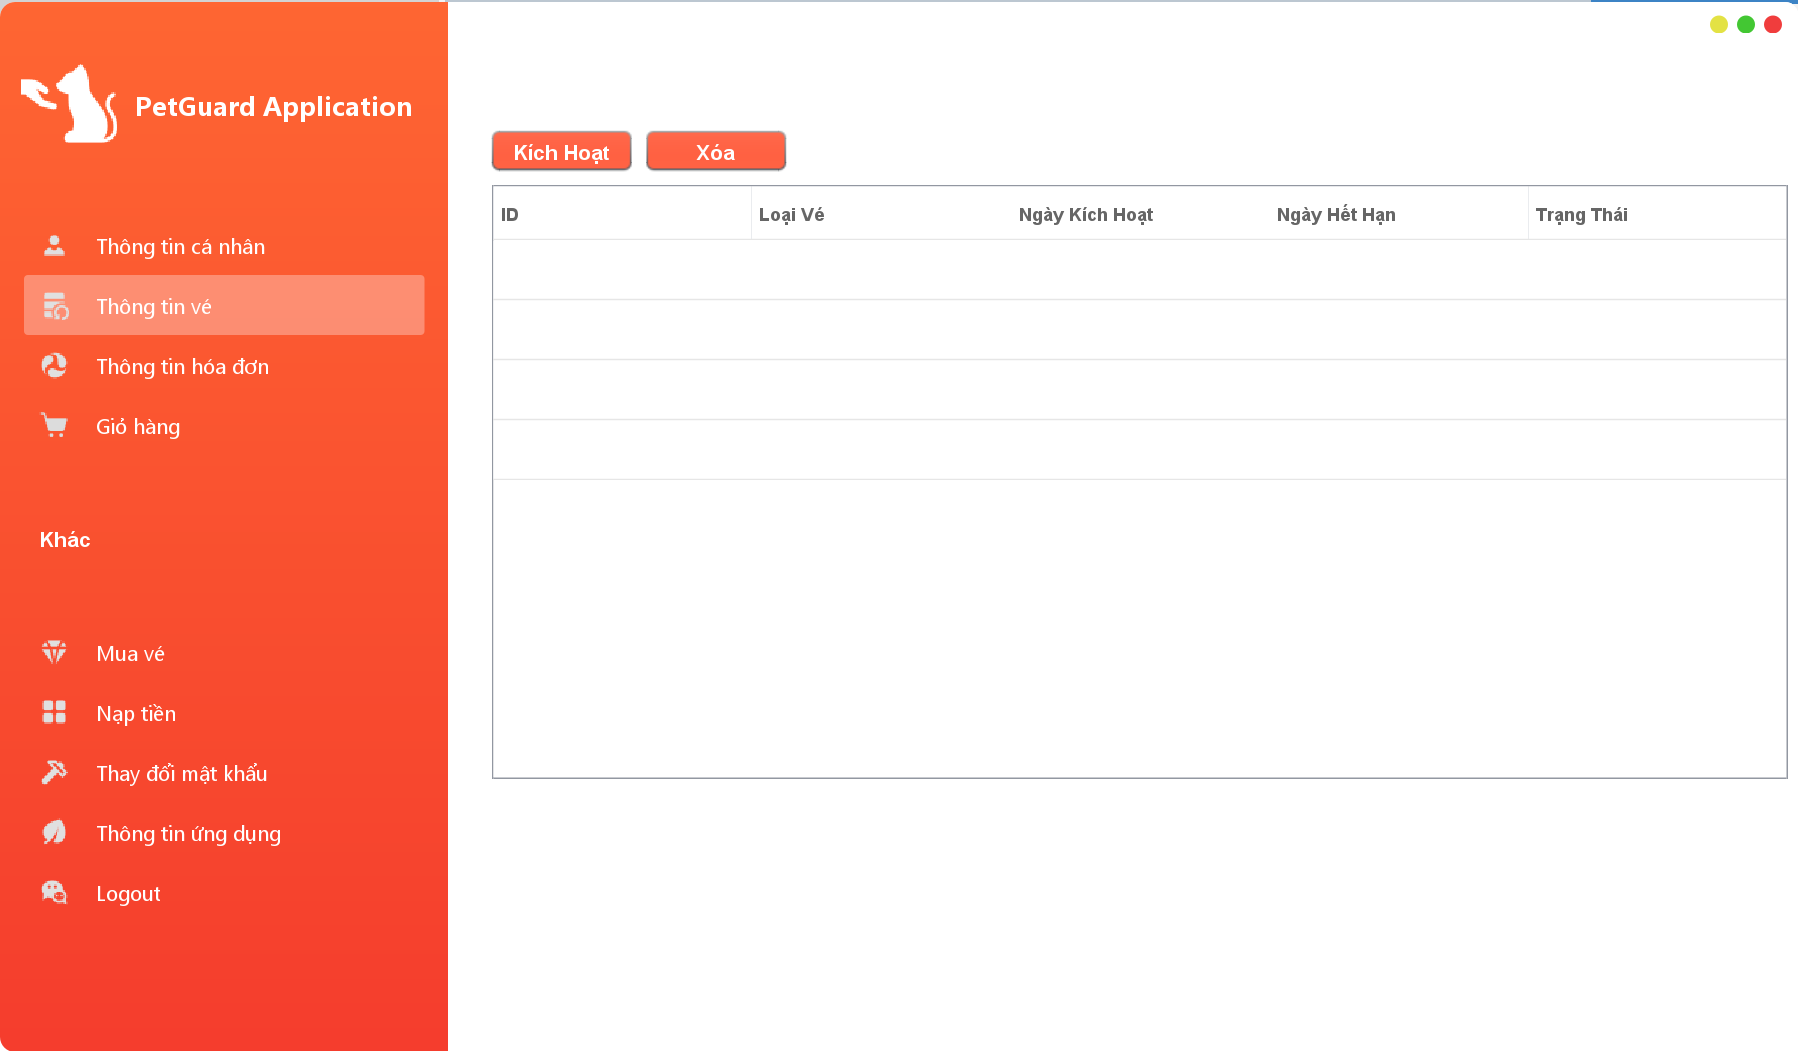 PetGuard Application
Thông tin cá nhân
Thông tin vé
Thông tin hóa đơn
Giỏ hàng
Khác
Mua vé
Nạp tiền
Thay đổi mật khẩu
Thông tin ứng dụng
Logout
Kích Hoạt Xóa
ID Loại Vé Ngày Kích Hoạt Ngày Hết Hạn Trạng Thái